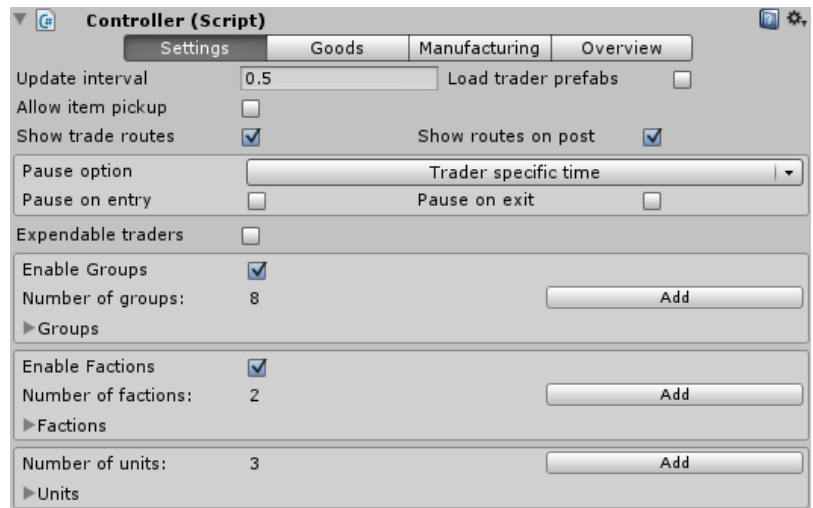 Controller (Script)
Settings Goods Manufacturing Overview
Update interval 0.5 Load trader prefabs
Allow item pickup
Show trade routes Show routes on post
Pause option Trader specific time
Pause on entry Pause on exit
Expendable traders
Enable Groups
Number of groups: 8 Add
Groups
Enable Factions
Number of factions: 2 Add
Factions
Number of units: 3 Add
Units